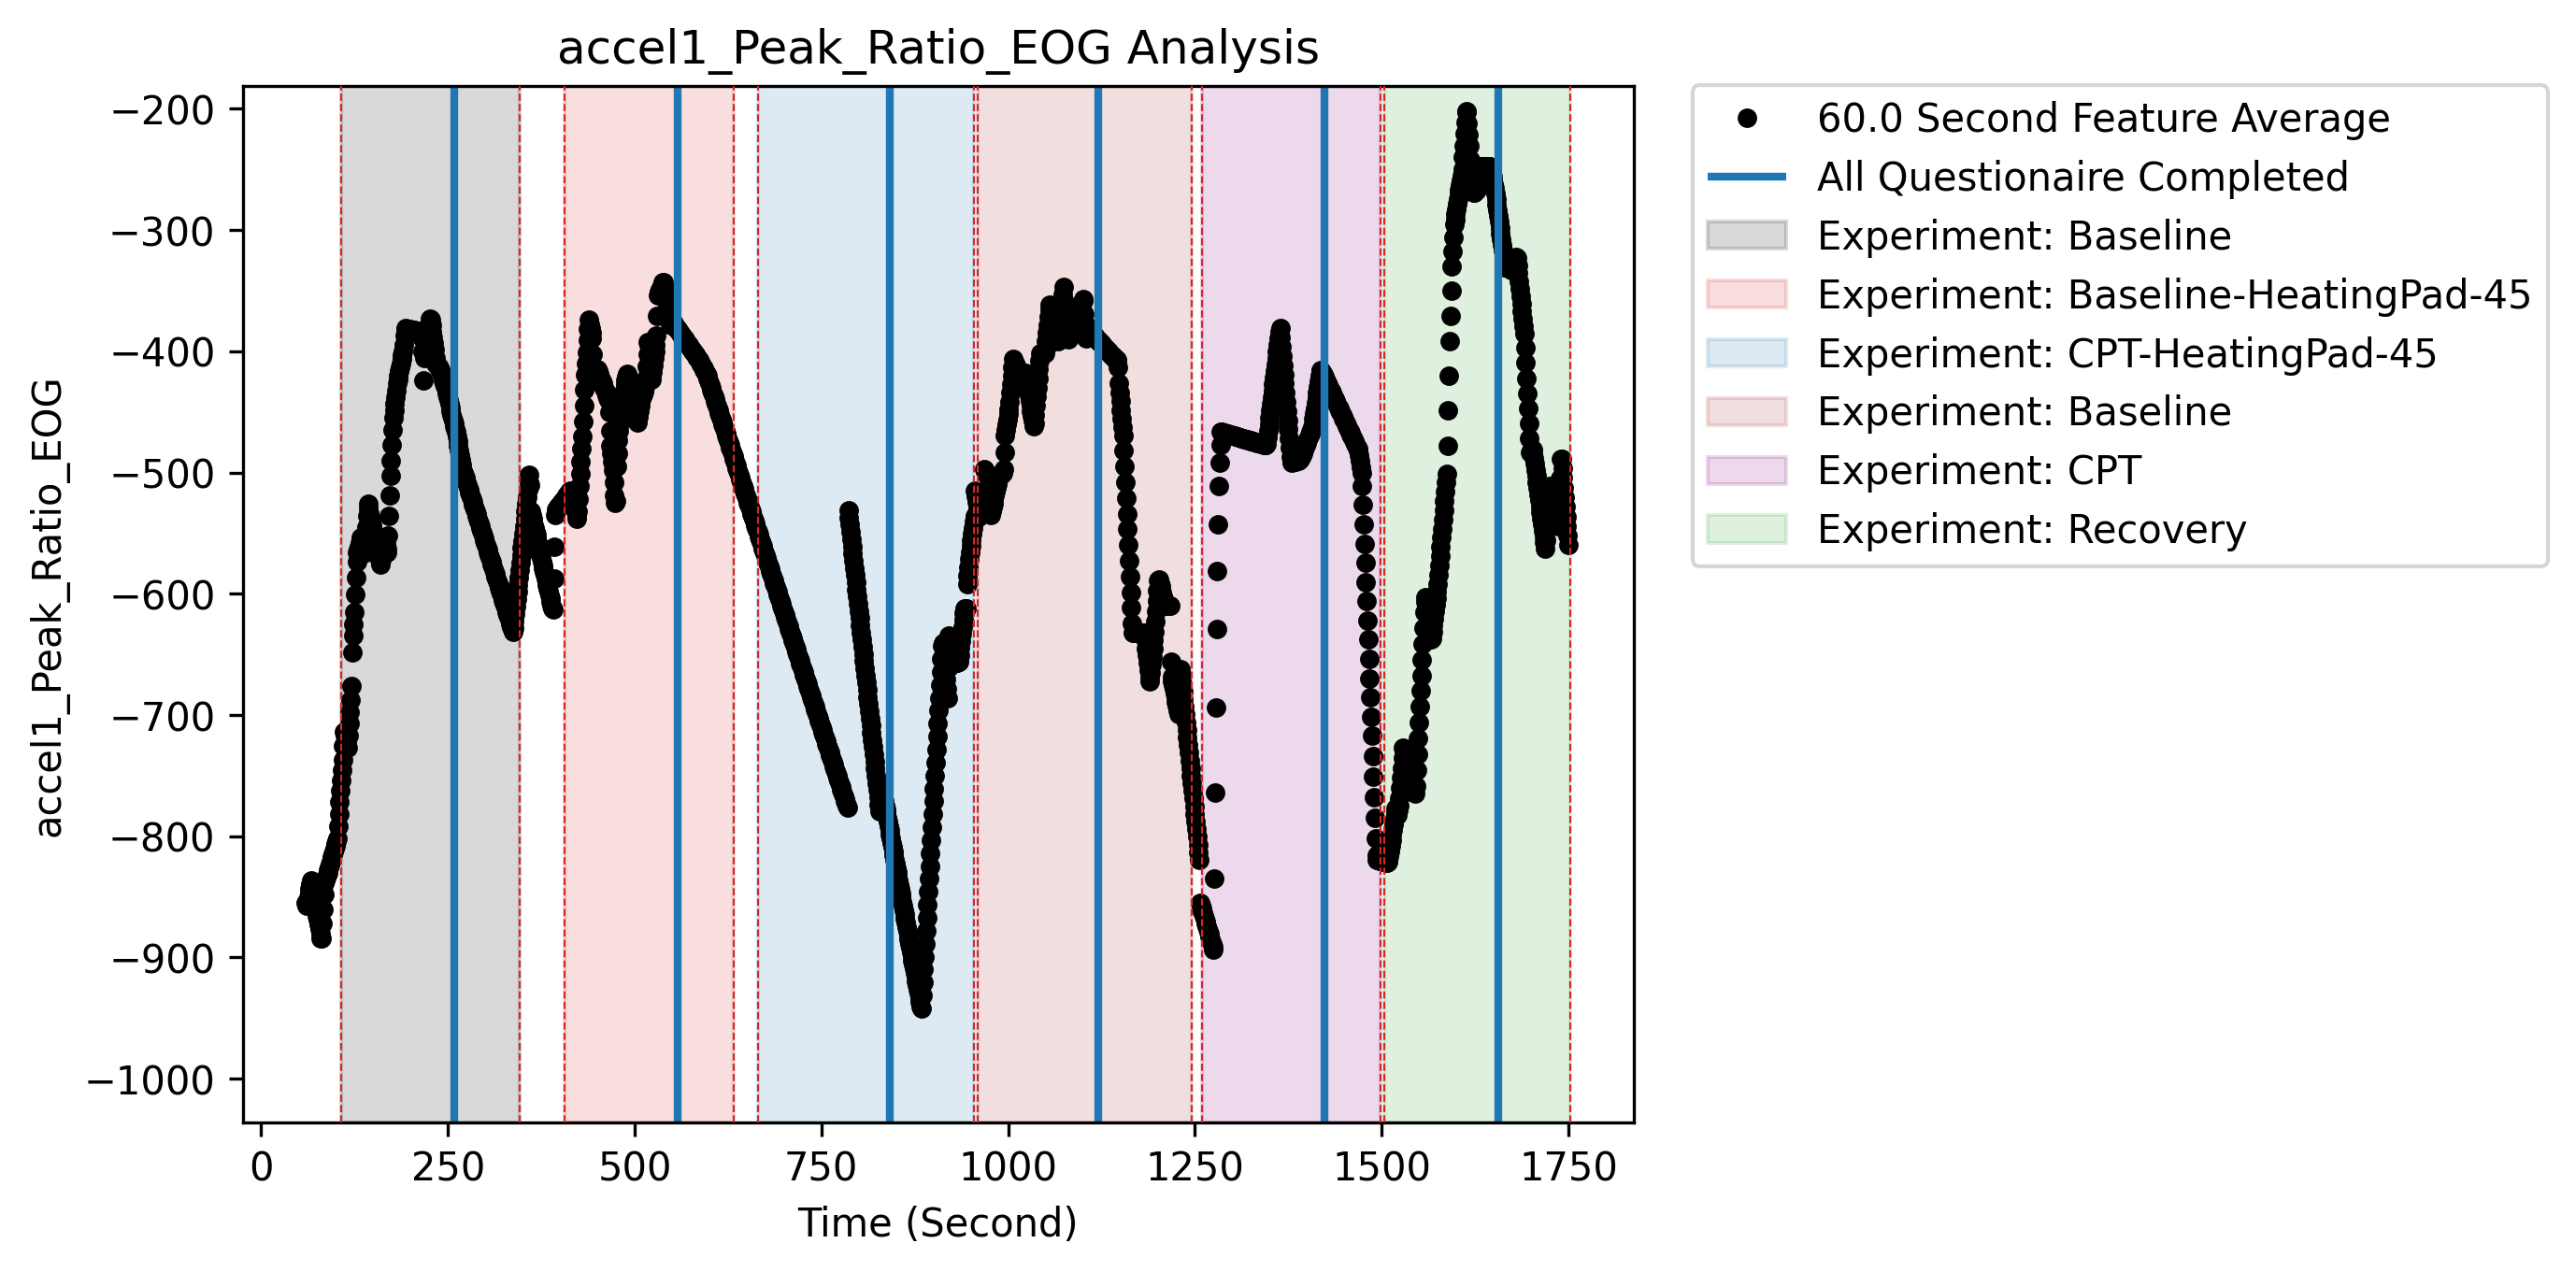 accel1_Peak_Ratio_EOG Analysis
accel1_Peak_Ratio_EOG
−200
−300
−400
−500
−600
−700
−800
−900
−1000
0 250 500 750 1000 1250 1500 1750
Time (Second)
60.0 Second Feature Average
All Questionaire Completed
Experiment: Baseline
Experiment: Baseline-HeatingPad-45
Experiment: CPT-HeatingPad-45
Experiment: Baseline
Experiment: CPT
Experiment: Recovery